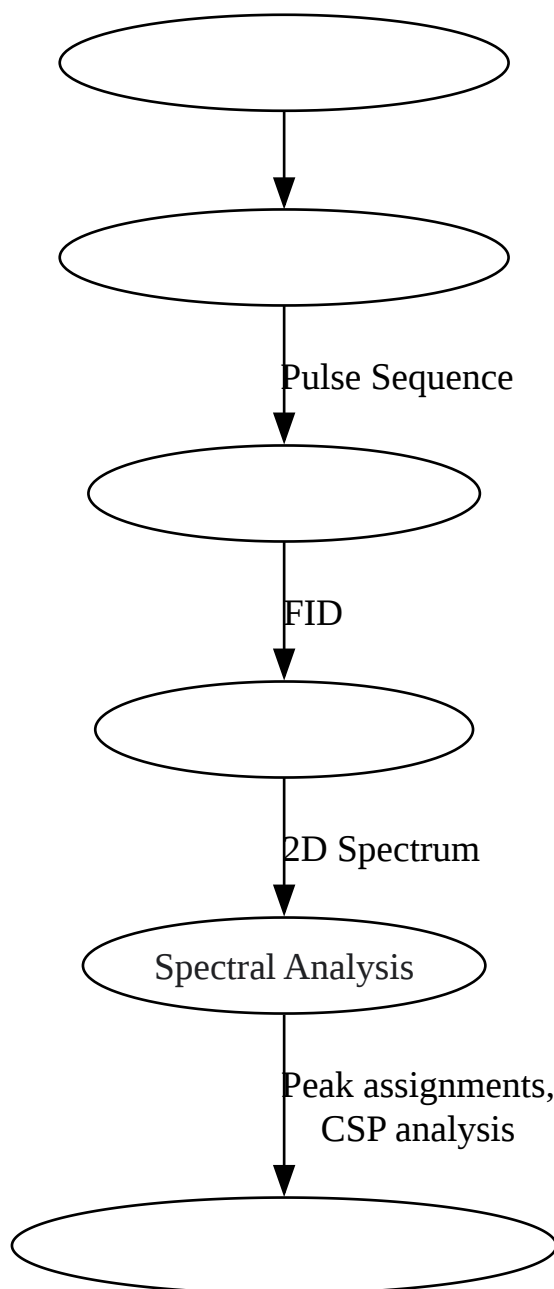 Pulse Sequence
FID
2D Spectrum
Spectral Analysis
Peak assignments,
CSP analysis